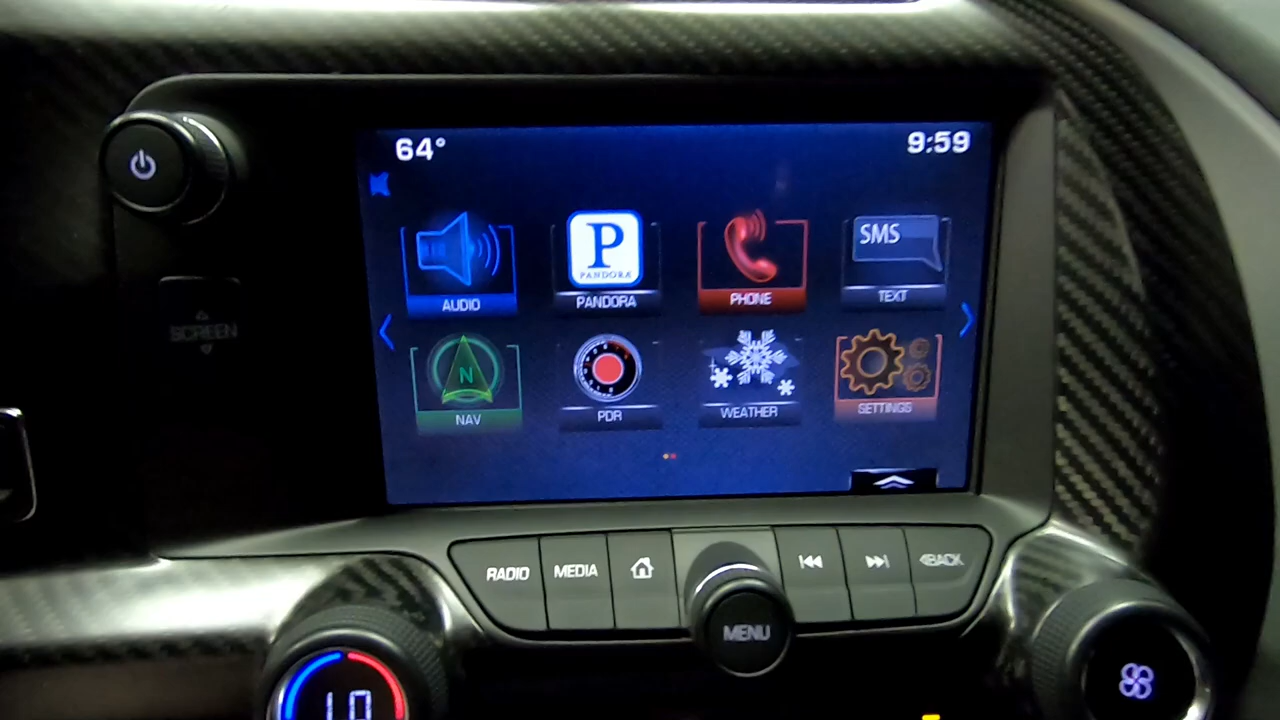 64° 9:59
SMS
P
PANDORA
AUDIO PANDORA PHONE TEXT
N
NAV PDR WEATHER SETTINGS
SCREEN
RADIO MEDIA BACK
MENU